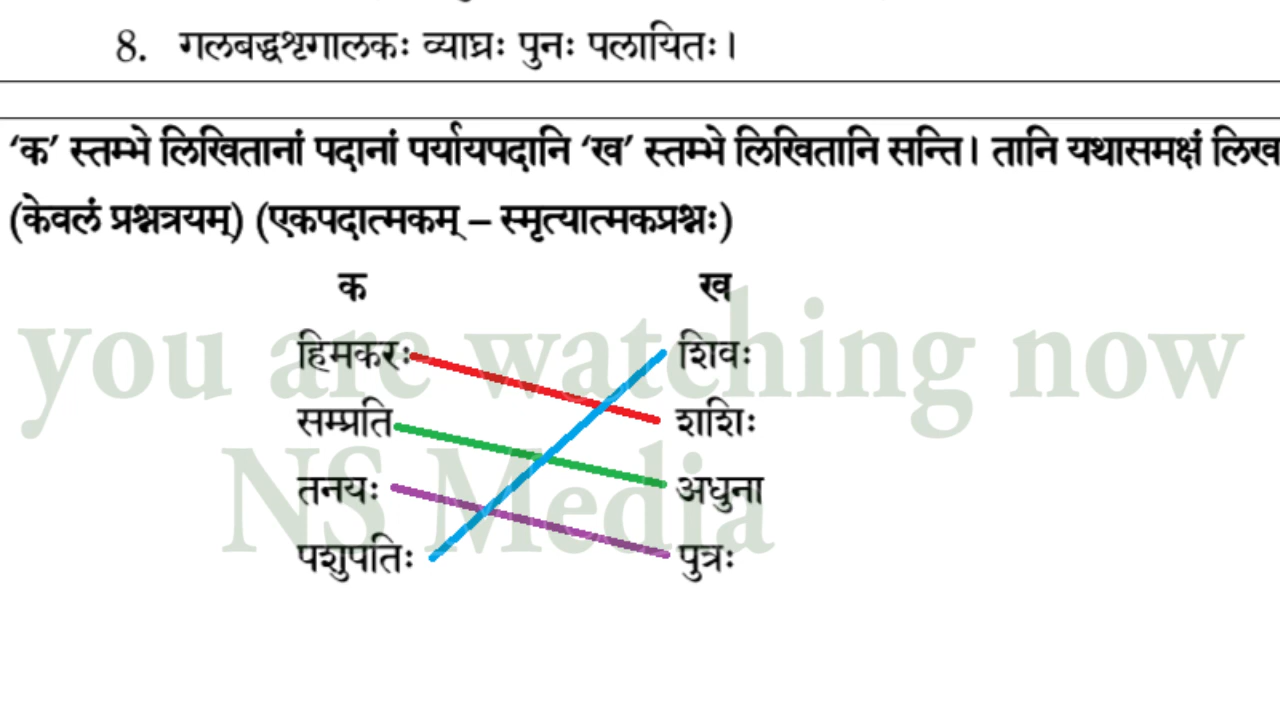 8. गलबद्धशृगालकः व्याघ्रः पुनः पलायितः।
‘क’ स्तम्भे लिखितानां पदानां पर्यायपदानि ‘ख’ स्तम्भे लिखितानि सन्ति। तानि यथासमक्षं लिख
(केवलं प्रश्नत्रयम्) (एकपदात्मकम् – स्मृत्यात्मकप्रश्नः)
क ख
हिमकरः शिवः
सम्प्रति शशिः
तनयः अधुना
पशुपतिः पुत्रः
you are watching now
NS Media